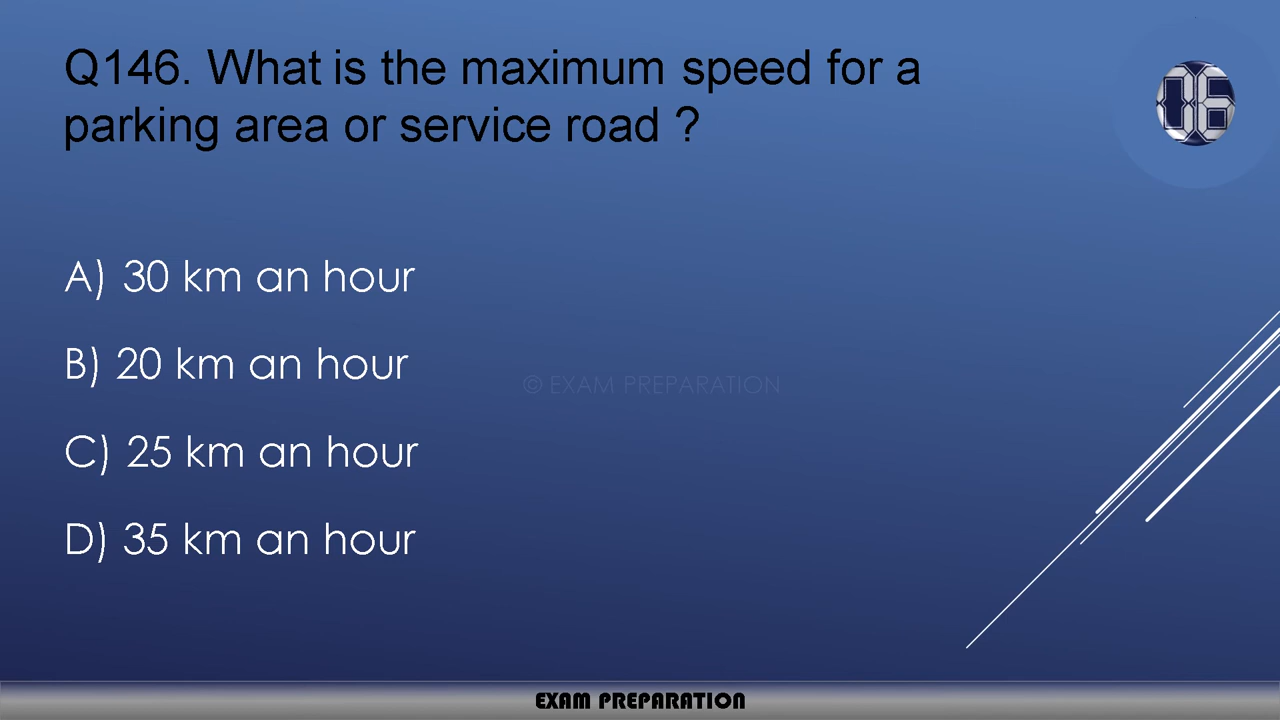 Q146. What is the maximum speed for a
parking area or service road ?
06
A) 30 km an hour
B) 20 km an hour
© EXAM PREPARATION
C) 25 km an hour
D) 35 km an hour
EXAM PREPARATION